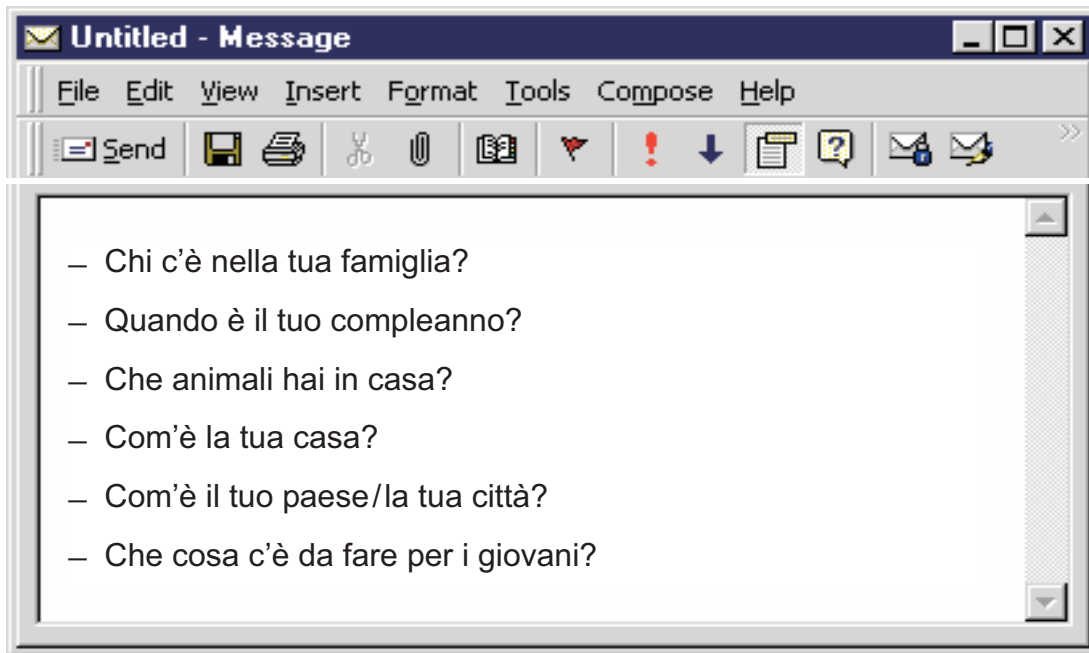 Untitled - Message
File Edit View Insert Format Tools Compose Help
Send
– Chi c’è nella tua famiglia?
– Quando è il tuo compleanno?
– Che animali hai in casa?
– Com’è la tua casa?
– Com’è il tuo paese/la tua città?
– Che cosa c’è da fare per i giovani?